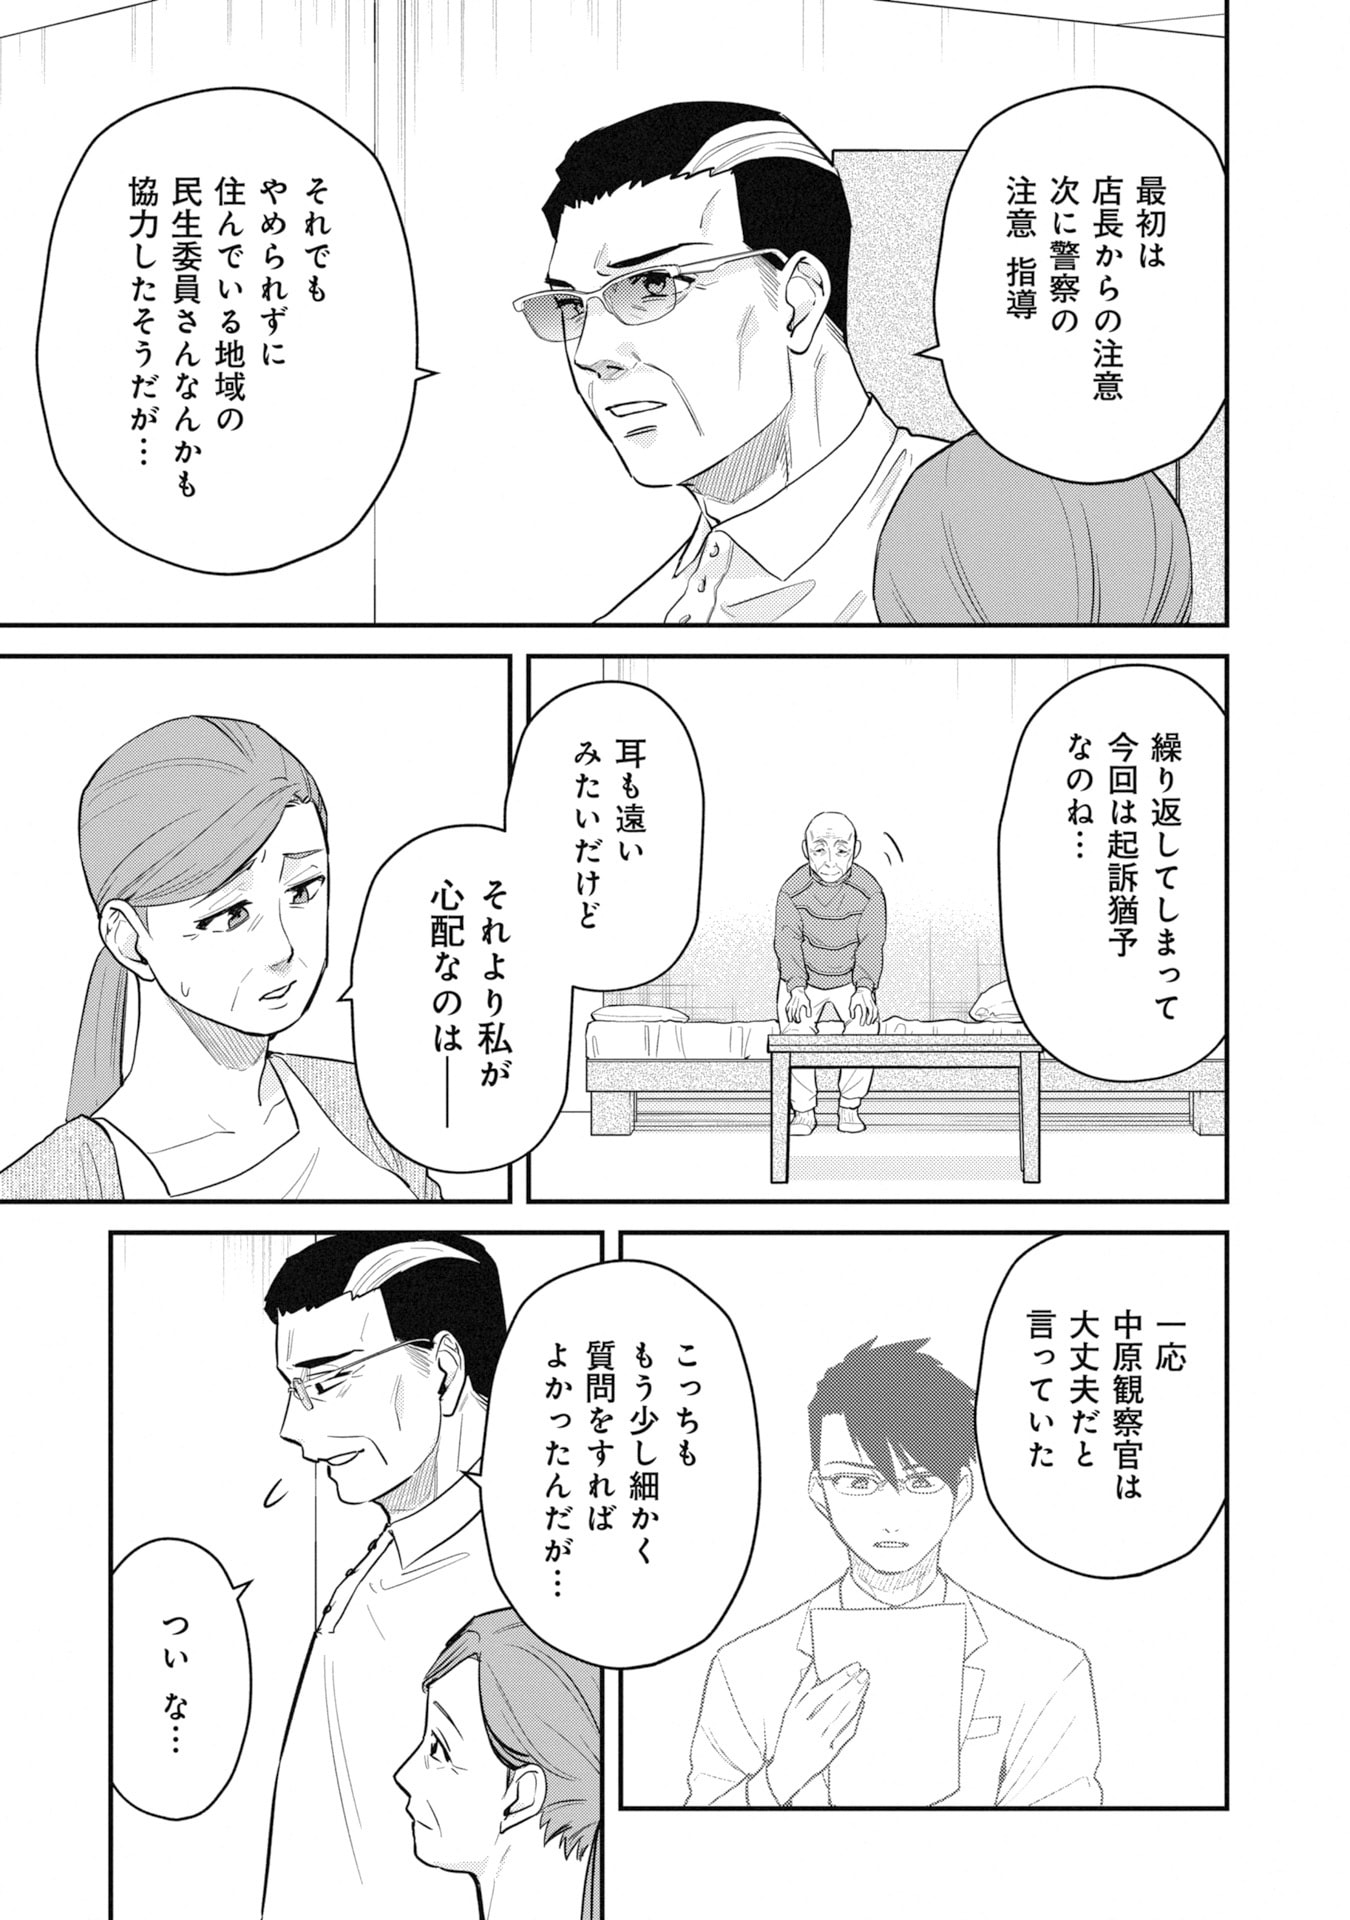 最初は
店長からの注意
次に警察の
注意 指導
それでも
やめられずに
住んでいる地域の
民生委員さんなんかも
協力したそうだが…
繰り返してしまって
今回は起訴猶予
なのね…
耳も遠い
みたいだけど
それより私が
心配なのは――
一応
中原観察官は
大丈夫だと
言っていた
こっちも
もう少し細かく
質問をすれば
よかったんだが…
つい な…